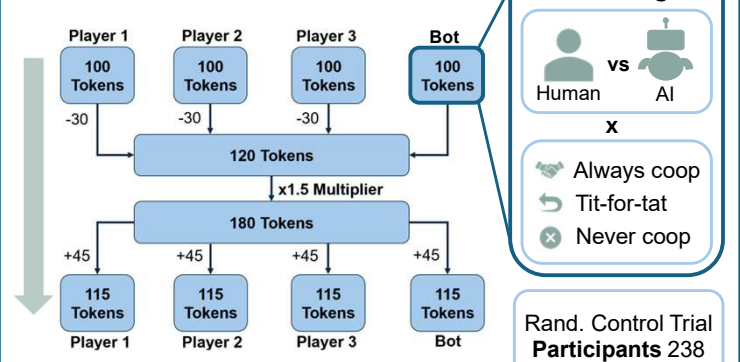 Player 1
Player 2
Player 3
Bot
100
Tokens
100
Tokens
100
Tokens
100
Tokens
-30
-30
-30
120 Tokens
x1.5 Multiplier
180 Tokens
+45
+45
+45
+45
115
Tokens
115
Tokens
115
Tokens
115
Tokens
Player 1
Player 2
Player 3
Bot
vs
Human
AI
x
Always coop
Tit-for-tat
Never coop
Rand. Control Trial
Participants 238